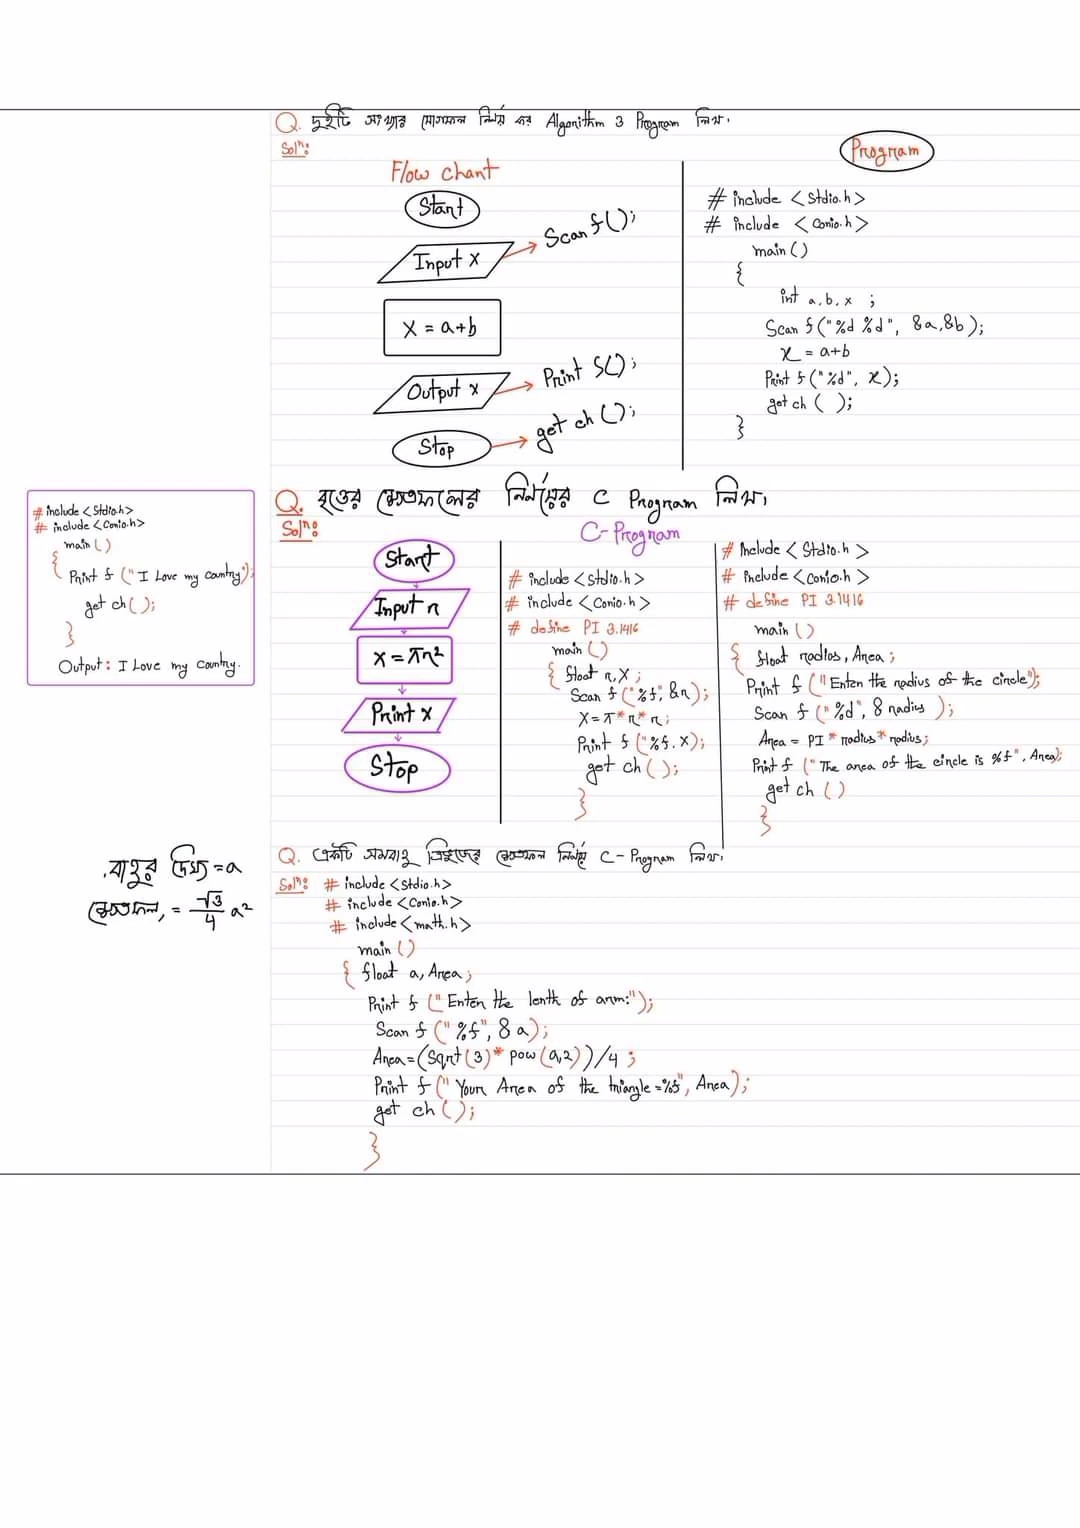 Q. দুইটি সংখ্যার যোগফল নির্ণয় কর Algorithm ও Program লিখ।
Solⁿ:
Flow chart
Start
Input x
Scanf();
x = a+b
Output x
Print f();
Stop
get ch();
Program
# include <Stdio.h>
# include <Conio.h>
main()
{
int a, b, x ;
Scan f("%d %d", &a,&b);
x = a+b
Print f("%d", x);
get ch ( );
}
# include <Stdio.h>
# include <Conio.h>
main()
{
Print f ("I Love my country");
get ch();
}
Output: I Love my Country.
Q. বৃত্তের ক্ষেত্রফলের নির্ণয়ের C Program লিখ।
Solⁿ:
C-Program
Start
Input r
x = πr²
Print x
Stop
# include <stdio.h>
# include <Conio.h>
# define PI 3.1416
main()
{ float r, X ;
Scan f ("%f", &r);
X = π * r * r ;
Print f ("%f. x);
get ch ( );
}
# Include < Stdio.h >
# include <conio.h >
# define PI 3.1416
main()
{ float radios, Area ;
Print f ("Enter the radius of the circle");
Scan f ("%d", & radius );
Area = PI * radius * radius;
Print f ("The area of the circle is %f", Area);
get ch ()
}
বাহুর দৈঘ্য = a
ক্ষেত্রফল, = √3/4 a²
Q. একটি সমবাহু ত্রিভুজের ক্ষেত্রফল নির্ণয়ে C- Program লিখ।
Solⁿ: # include <stdio.h>
# include <Conio.h>
# include <math.h>
main ()
{ float a, Area ;
Print f ("Enter the lenth of arm:");
Scan f ("%f", & a);
Area = (Sqrt(3) * pow (a,2))/4 ;
Print f ("Your Area of the triangle =%f", Area);
get ch ();
}